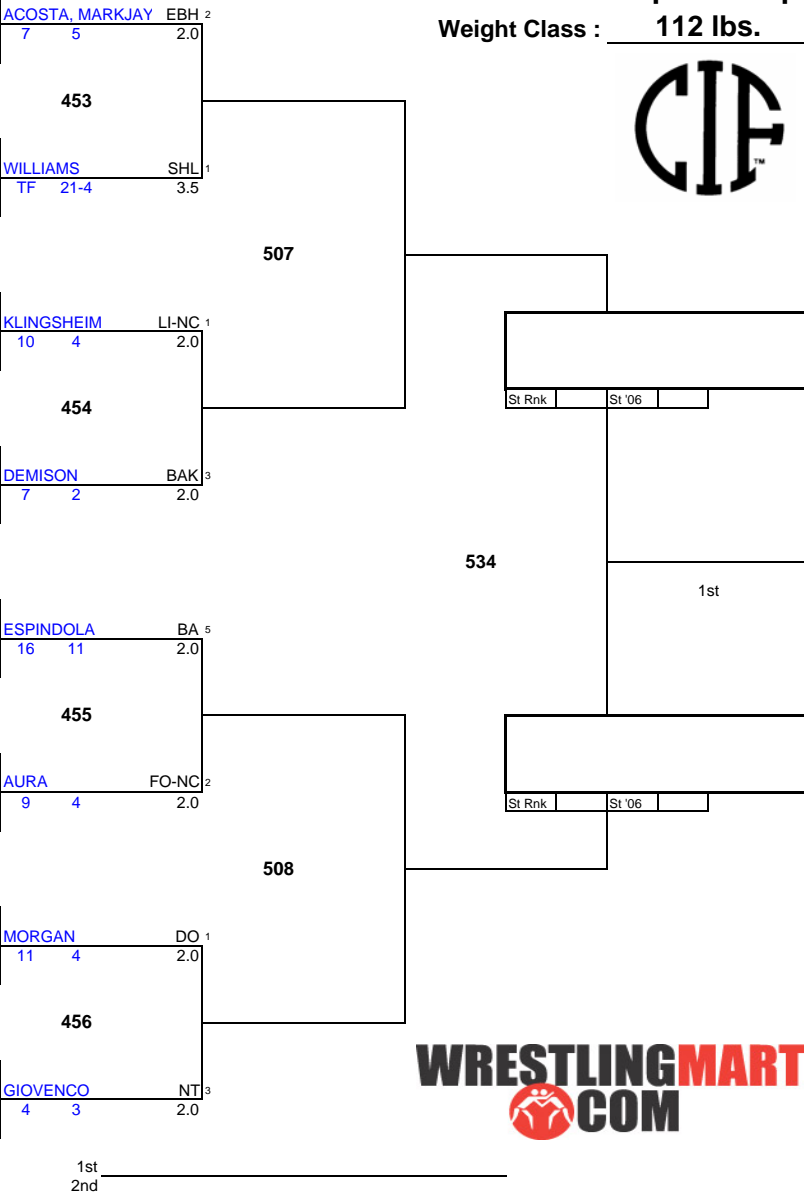 ACOSTA, MARKJAY EBH 2
7 5 2.0
Weight Class : 112 lbs.
453
CIF™
WILLIAMS SHL 1
TF 21-4 3.5
507
KLINGSHEIM LI-NC 1
10 4 2.0
St Rnk St '06
454
DEMISON BAK 3
7 2 2.0
534
1st
ESPINDOLA BA 5
16 11 2.0
455
AURA FO-NC 2
9 4 2.0
St Rnk St '06
508
MORGAN DO 1
11 4 2.0
456
WRESTLINGMART
COM
GIOVENCO NT 3
4 3 2.0
1st
2nd